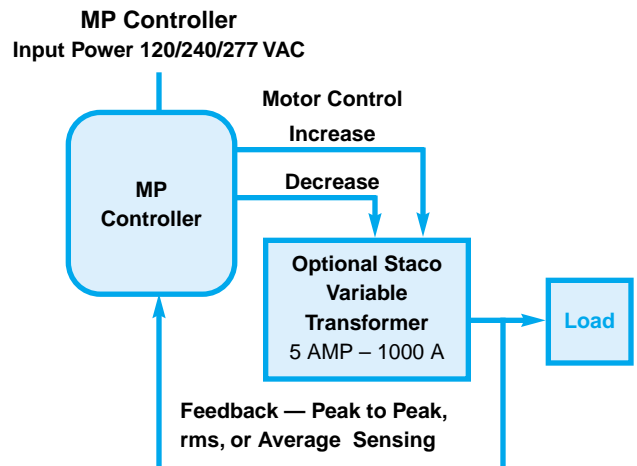 MP Controller
Input Power 120/240/277 VAC
Motor Control
Increase
Decrease
MP
Controller
Optional Staco
Variable
Transformer
5 AMP – 1000 A
Load
Feedback — Peak to Peak,
rms, or Average Sensing